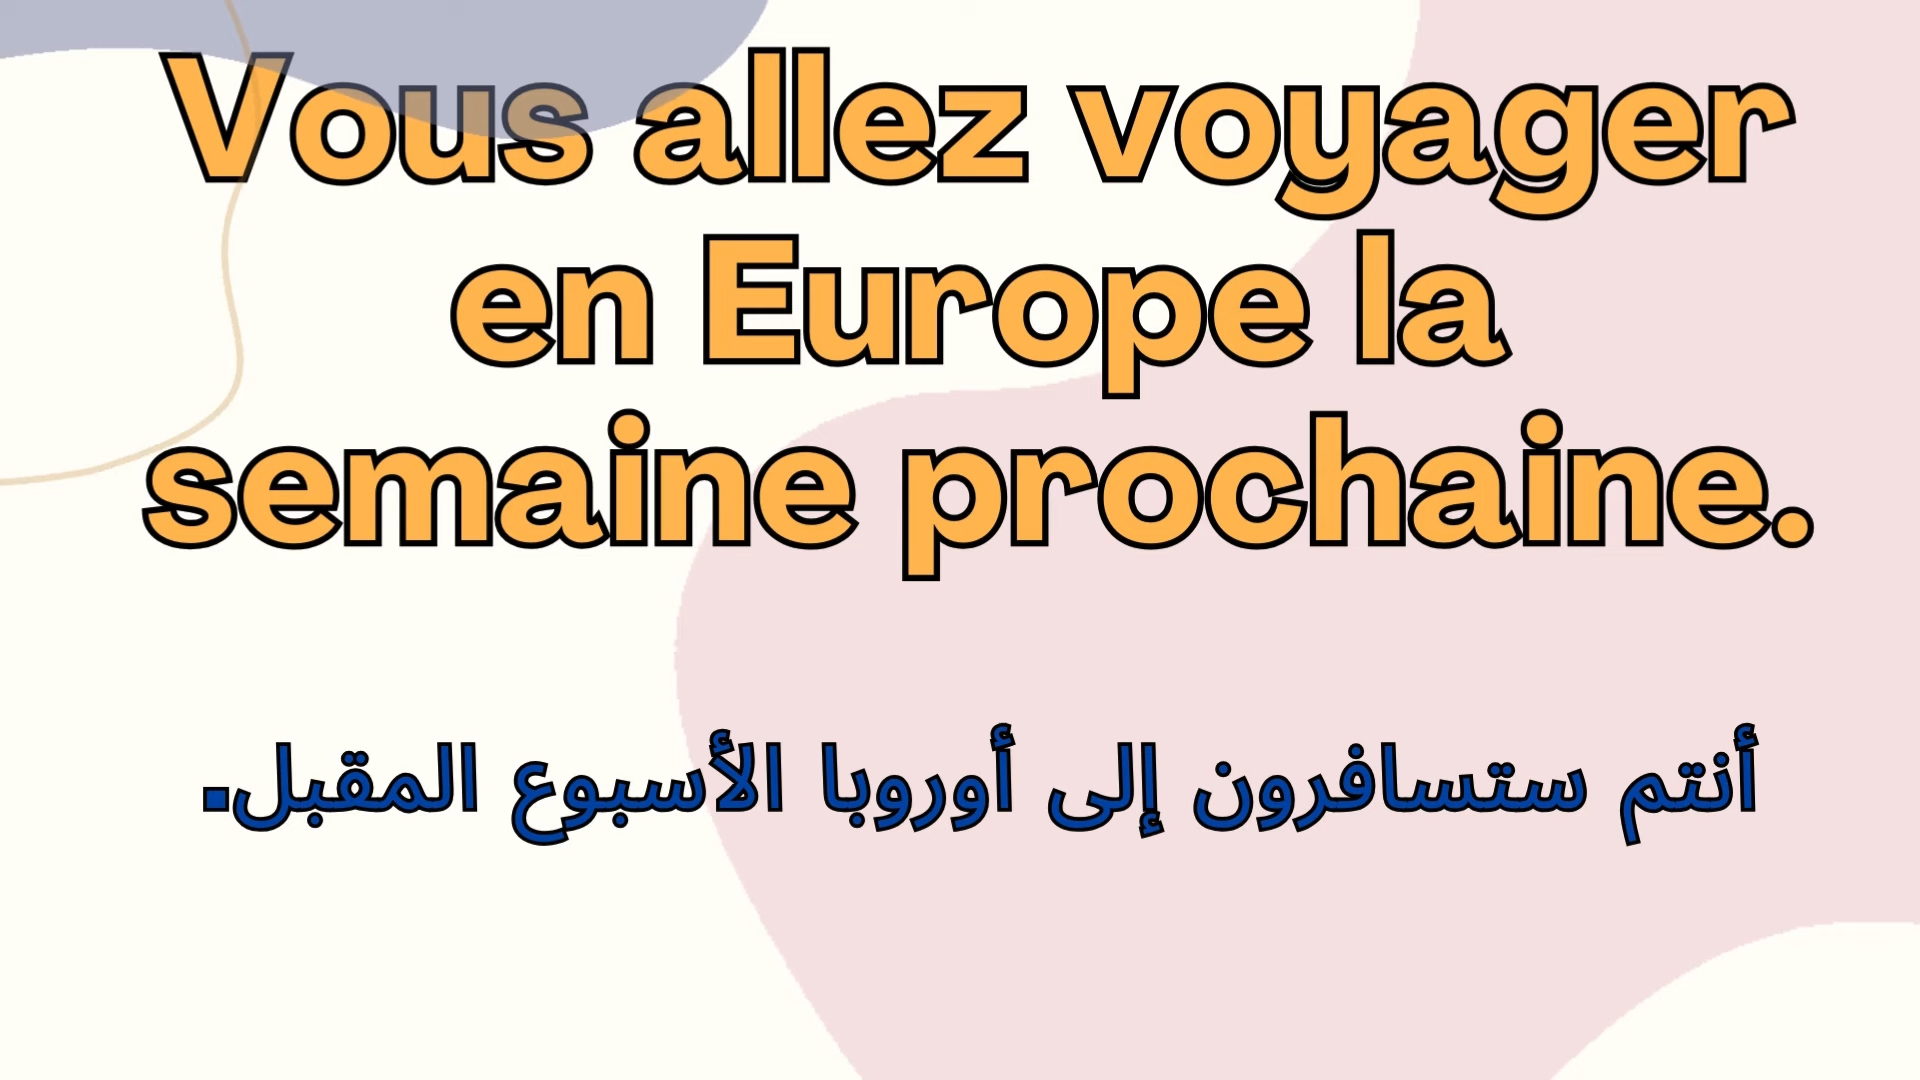 Vous allez voyager
en Europe la
semaine prochaine.
أنتم ستسافرون إلى أوروبا الأسبوع المقبل.